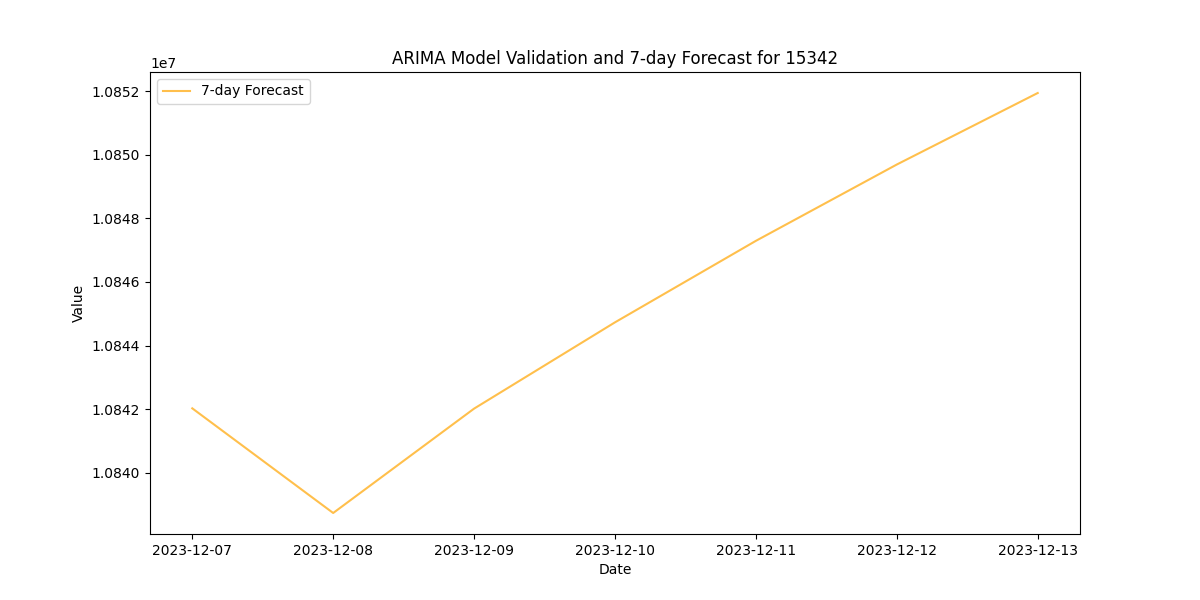 ARIMA Model Validation and 7-day Forecast for 15342
1e7
7-day Forecast
1.0852
1.0850
1.0848
1.0846
1.0844
1.0842
1.0840
Value
2023-12-07 2023-12-08 2023-12-09 2023-12-10 2023-12-11 2023-12-12 2023-12-13
Date